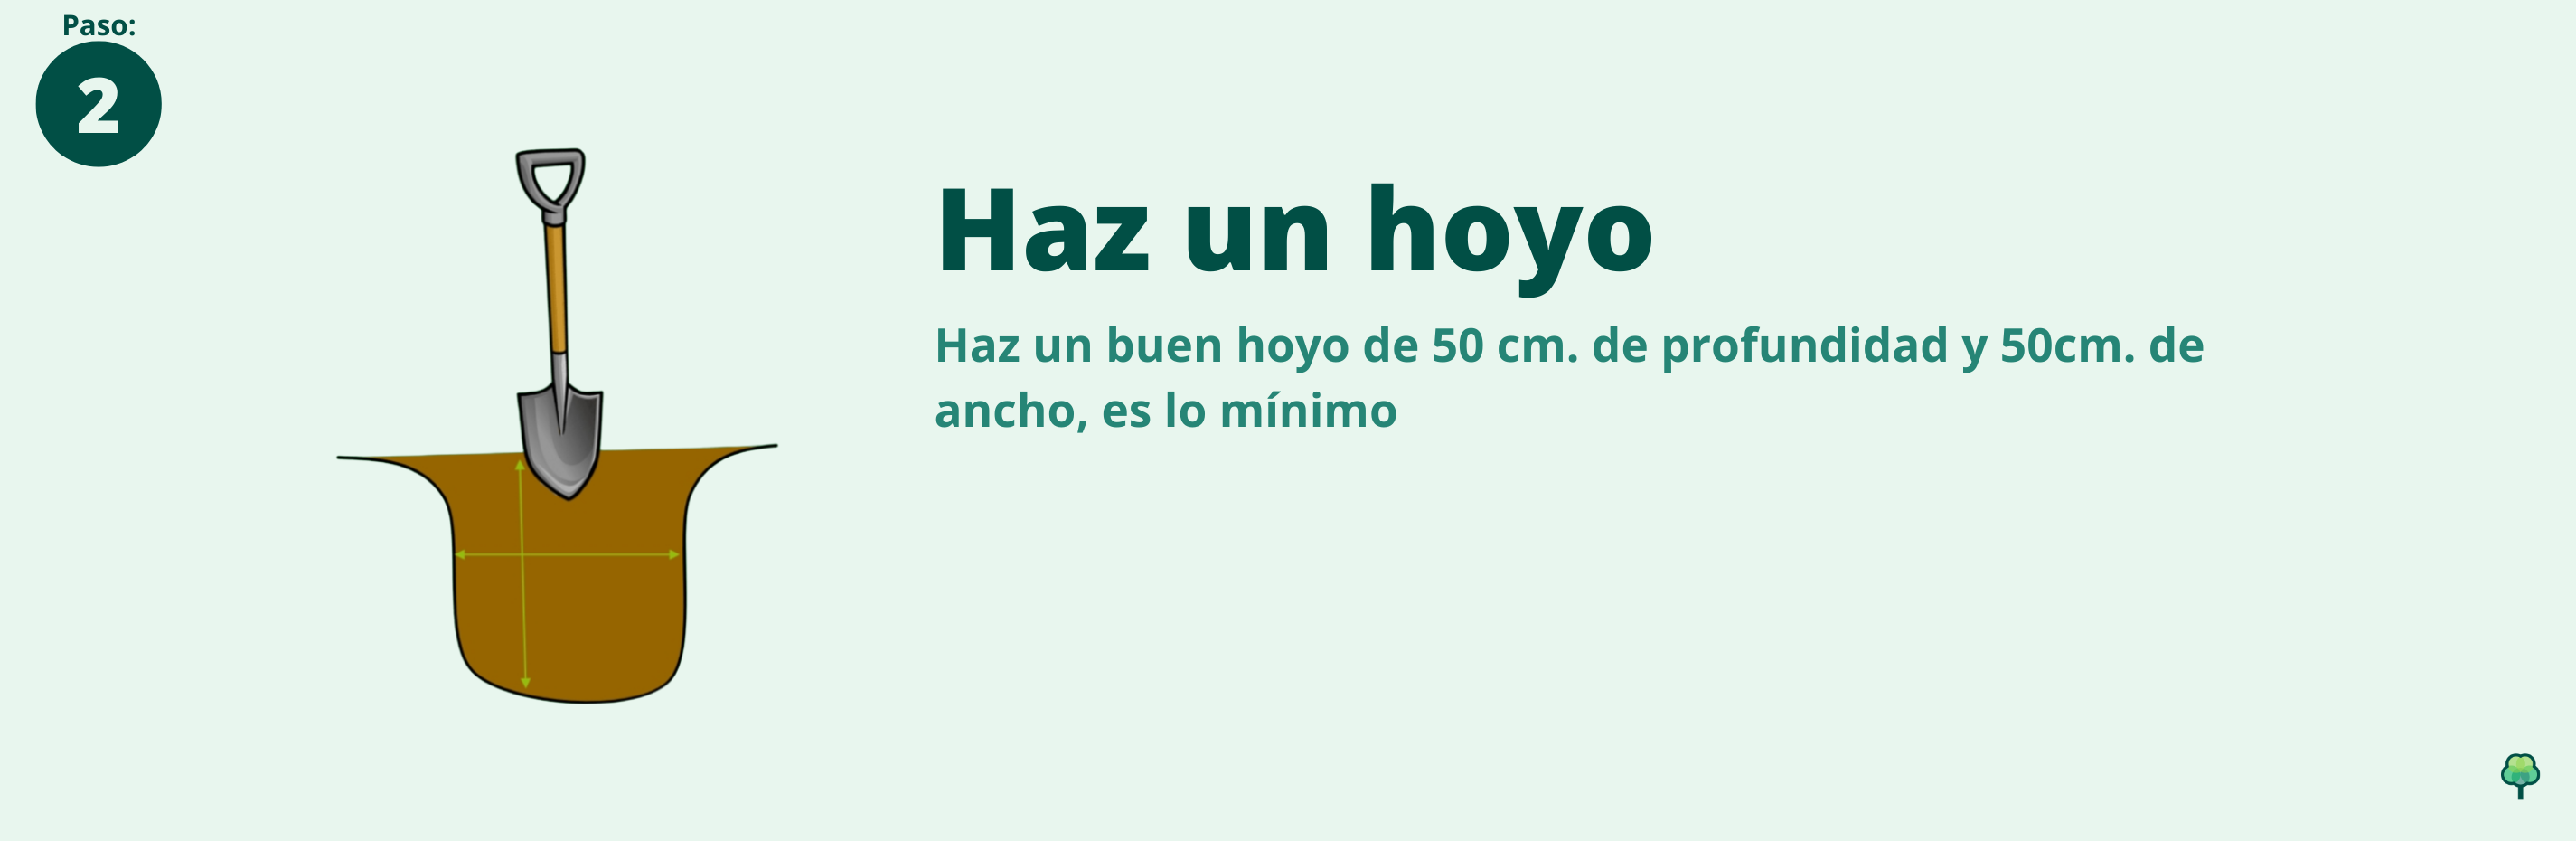 Paso:
2
Haz un hoyo
Haz un buen hoyo de 50 cm. de profundidad y 50cm. de
ancho, es lo mínimo